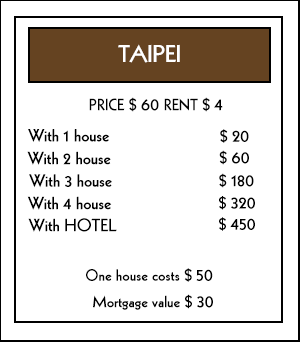 TAIPEI
PRICE $ 60 RENT $ 4
With 1 house $ 20
With 2 house $ 60
With 3 house $ 180
With 4 house $ 320
With HOTEL $ 450
One house costs $ 50
Mortgage value $ 30